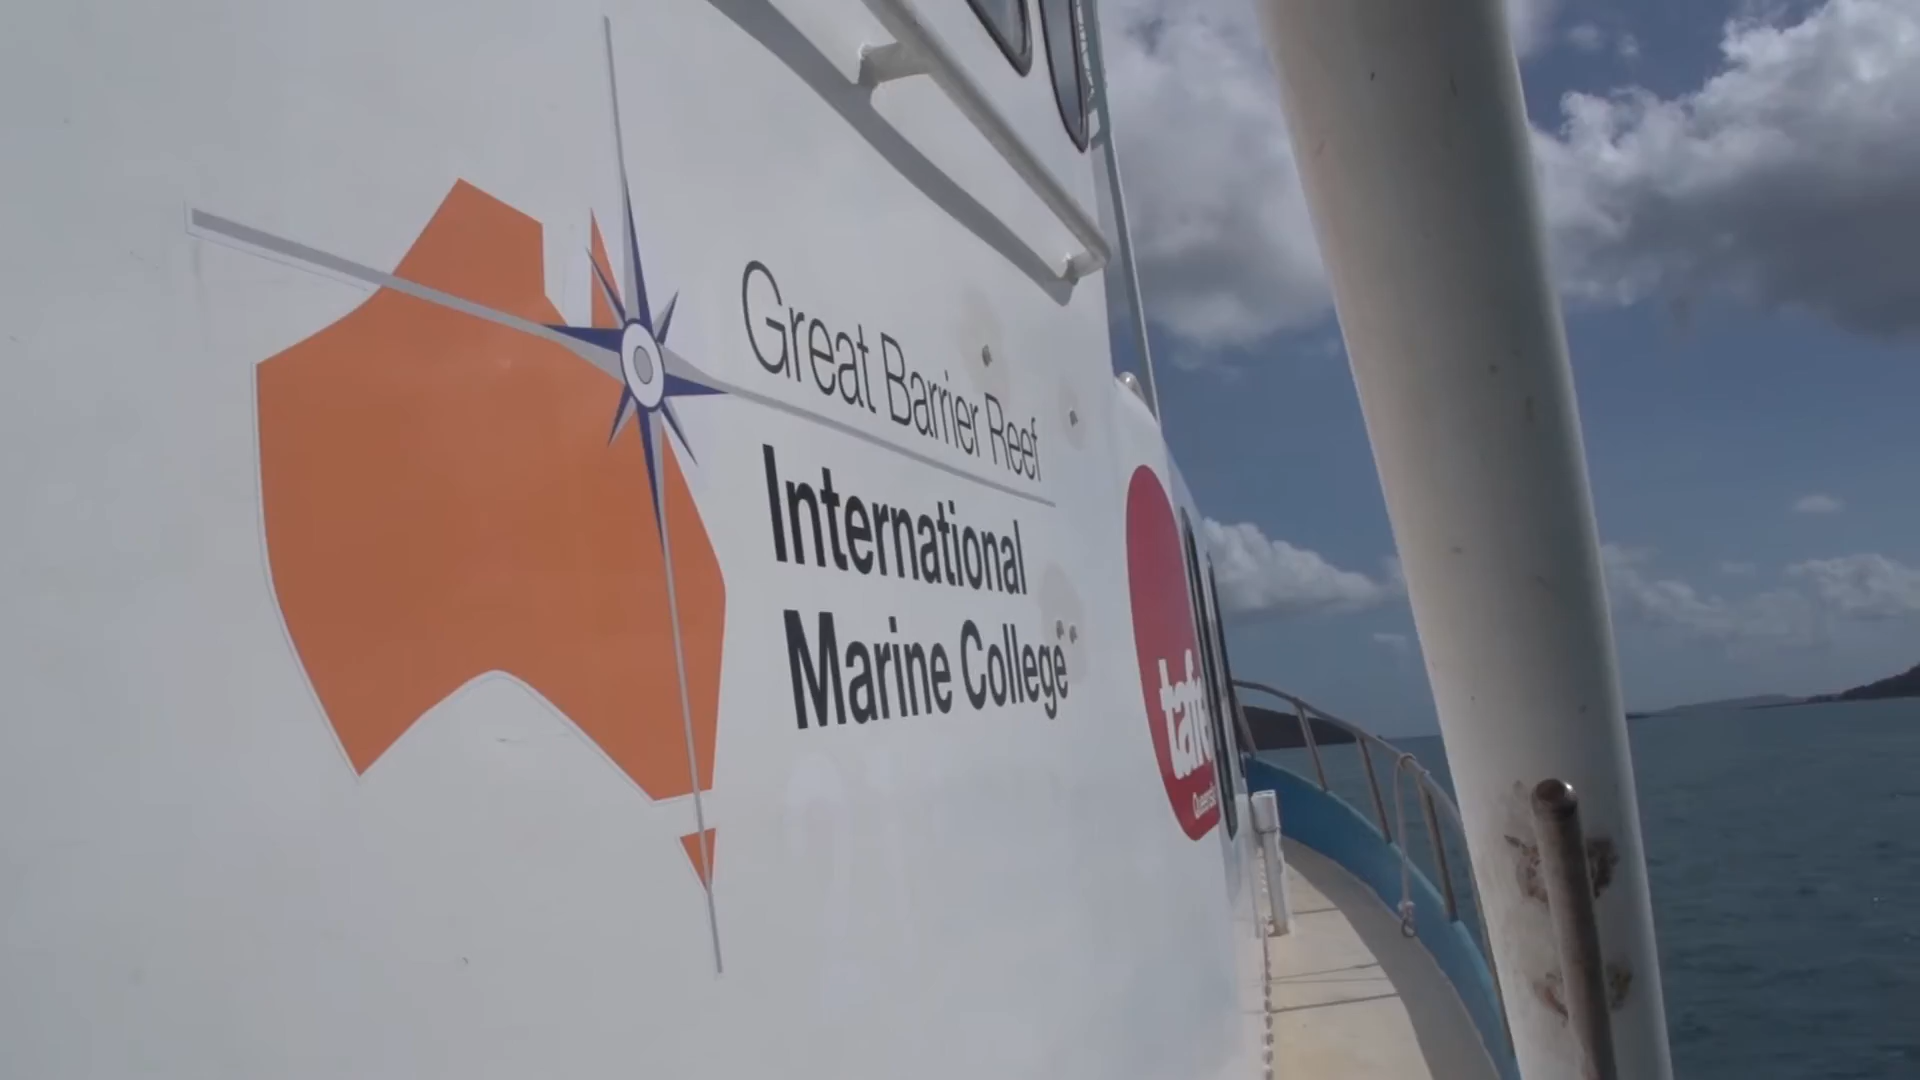 Great Barrier Reef
International
Marine College
tafe